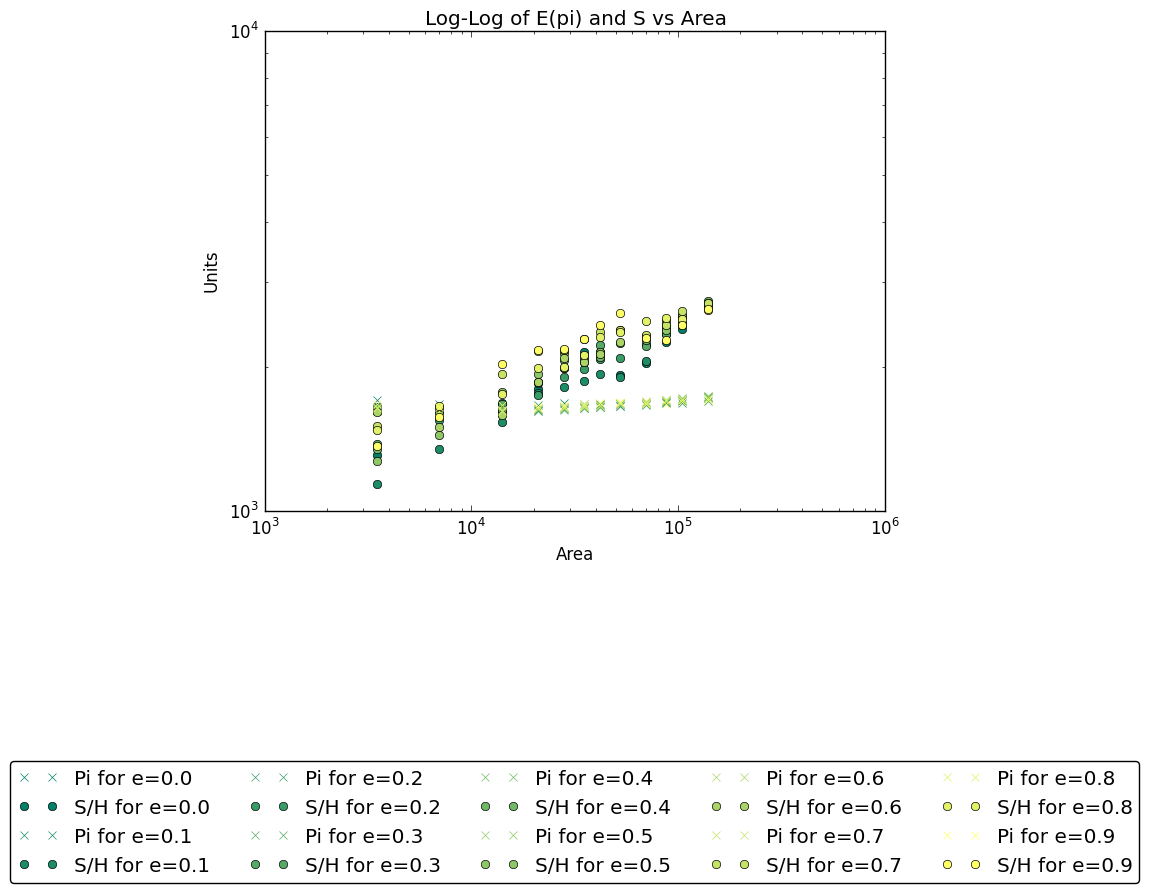 Log-Log of E(pi) and S vs Area
10^4
Units
10^3
10^3 10^4 10^5 10^6
Area
Pi for e=0.0 Pi for e=0.2 Pi for e=0.4 Pi for e=0.6 Pi for e=0.8
S/H for e=0.0 S/H for e=0.2 S/H for e=0.4 S/H for e=0.6 S/H for e=0.8
Pi for e=0.1 Pi for e=0.3 Pi for e=0.5 Pi for e=0.7 Pi for e=0.9
S/H for e=0.1 S/H for e=0.3 S/H for e=0.5 S/H for e=0.7 S/H for e=0.9